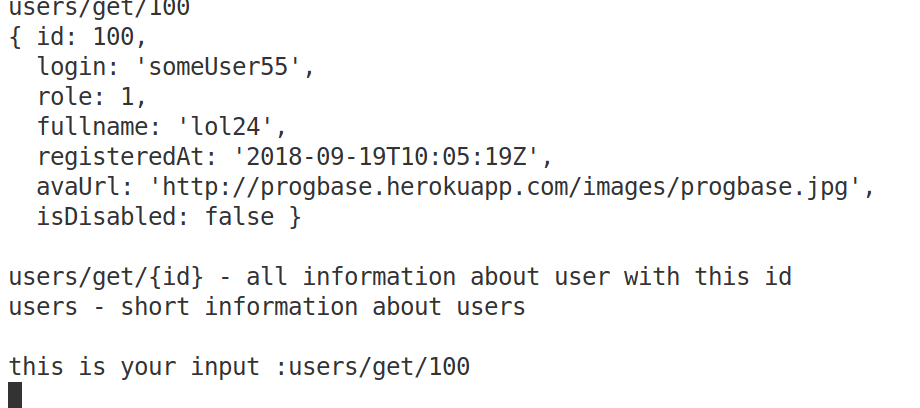 users/get/100
{ id: 100,
  login: 'someUser55',
  role: 1,
  fullname: 'lol24',
  registeredAt: '2018-09-19T10:05:19Z',
  avaUrl: 'http://progbase.herokuapp.com/images/progbase.jpg',
  isDisabled: false }

users/get/{id} - all information about user with this id
users - short information about users

this is your input :users/get/100